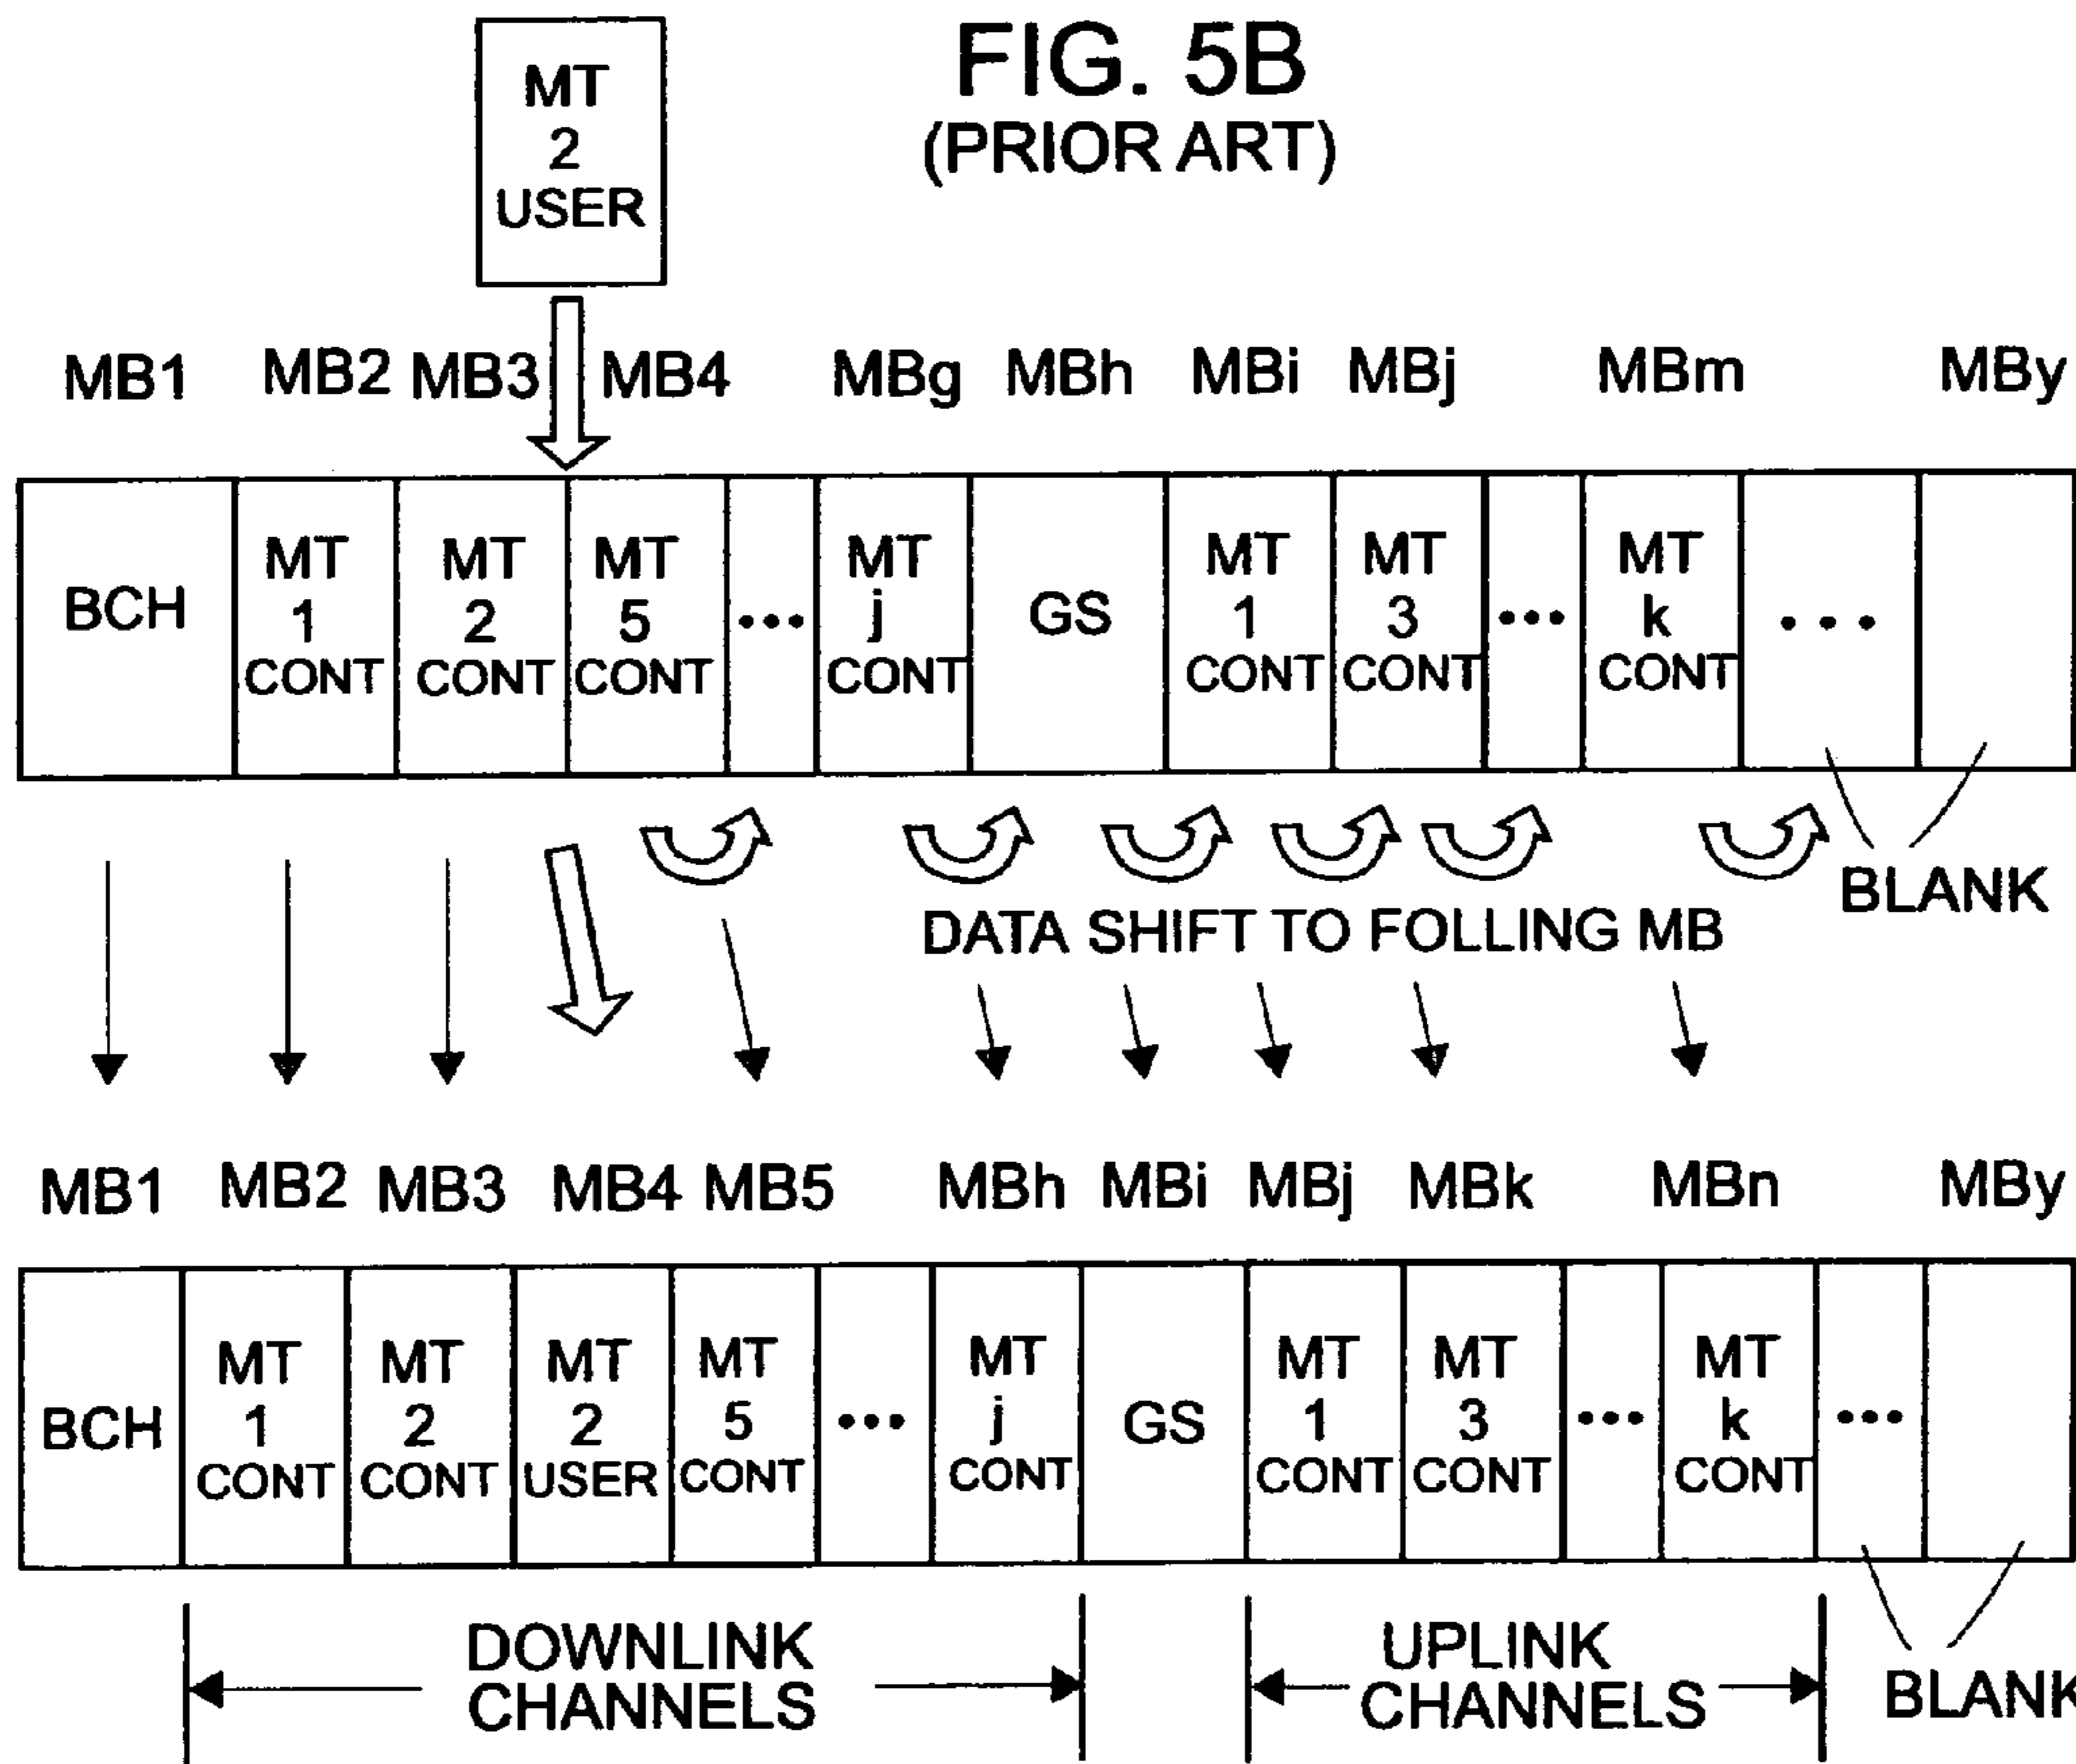 FIG. 5B
(PRIOR ART)
MT
2
USER
MB1 MB2 MB3 MB4 MBg MBh MBi MBj MBm MBy
BCH
MT
1
CONT
MT
2
CONT
MT
5
CONT
•••
MT
j
CONT
GS
MT
1
CONT
MT
3
CONT
•••
MT
k
CONT
•••
BLANK
DATA SHIFT TO FOLLING MB
MB1 MB2 MB3 MB4 MB5 MBh MBi MBj MBk MBn MBy
BCH
MT
1
CONT
MT
2
CONT
MT
2
USER
MT
5
CONT
•••
MT
j
CONT
GS
MT
1
CONT
MT
3
CONT
•••
MT
k
CONT
•••
DOWNLINK
CHANNELS
UPLINK
CHANNELS
BLANK